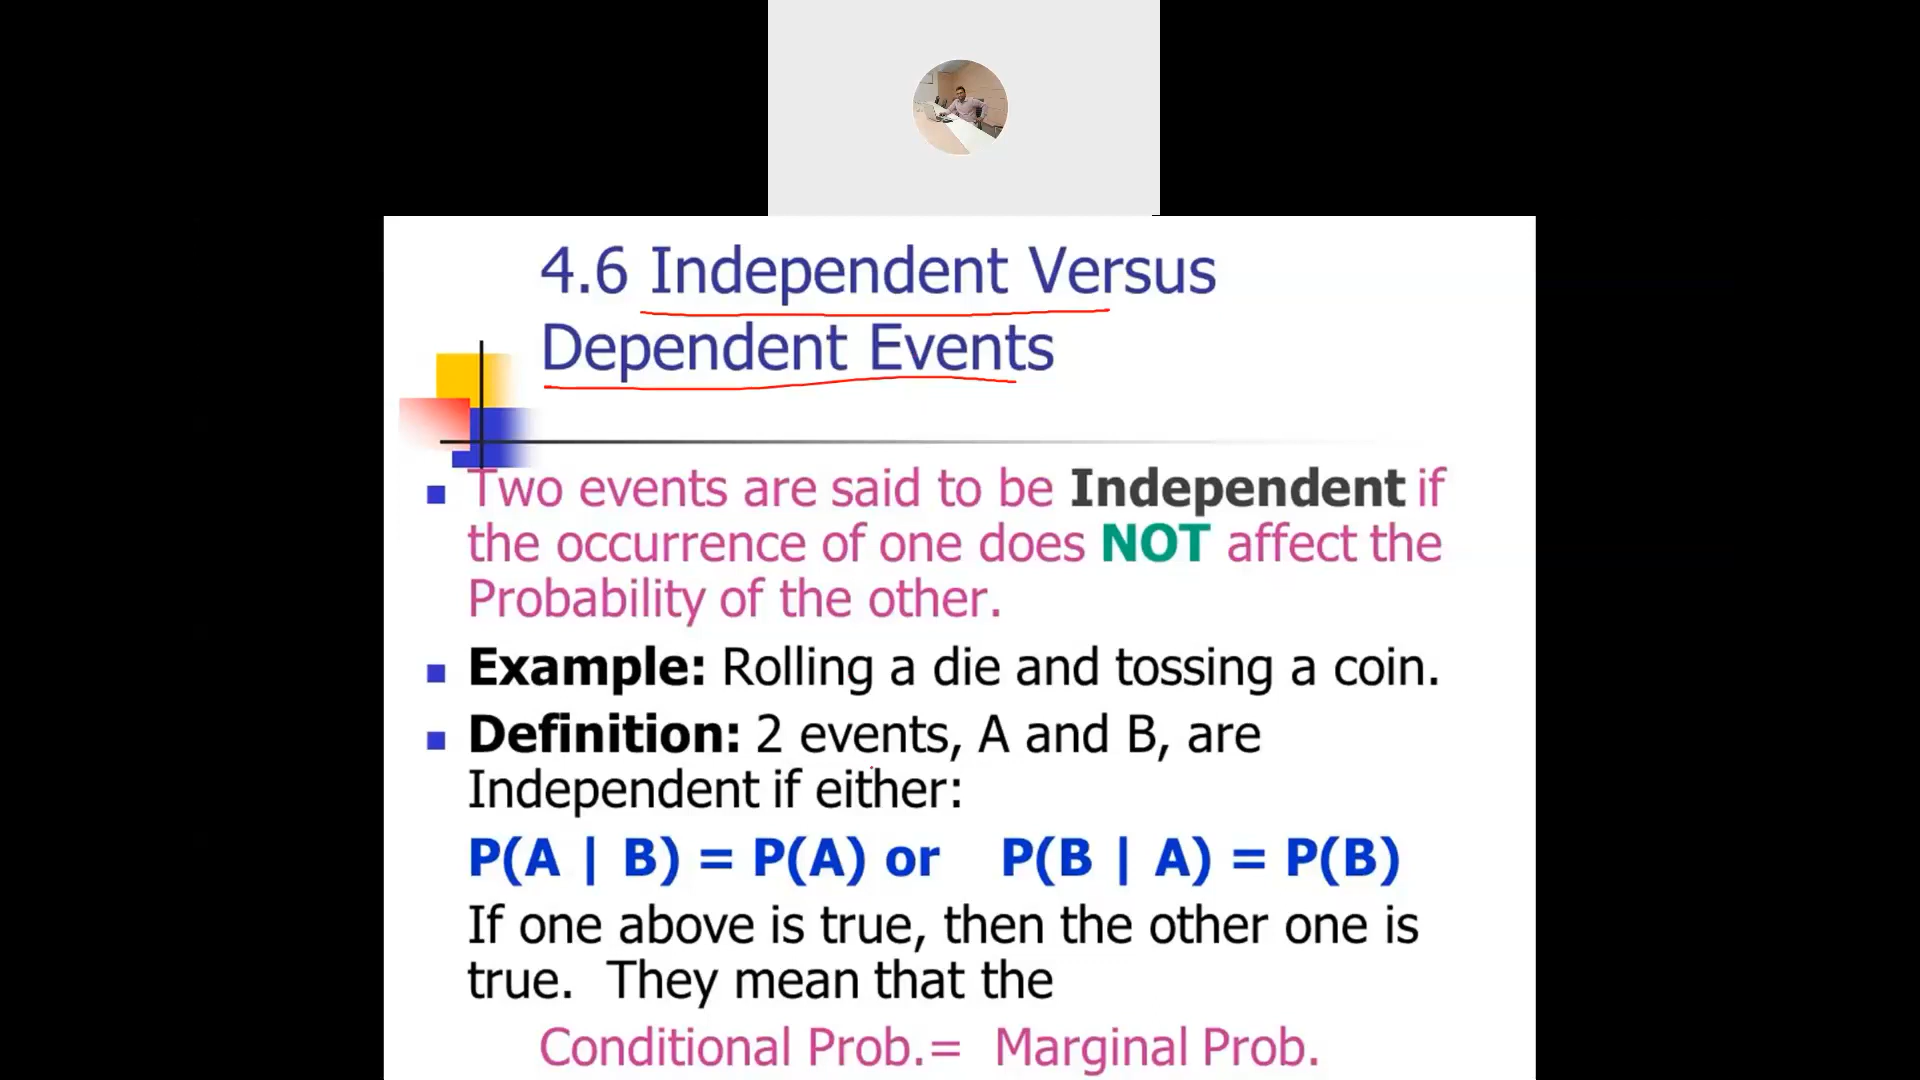 4.6 Independent Versus
Dependent Events
Two events are said to be Independent if
the occurrence of one does NOT affect the
Probability of the other.
Example: Rolling a die and tossing a coin.
Definition: 2 events, A and B, are
Independent if either:
P(A | B) = P(A) or P(B | A) = P(B)
If one above is true, then the other one is
true. They mean that the
Conditional Prob.= Marginal Prob.